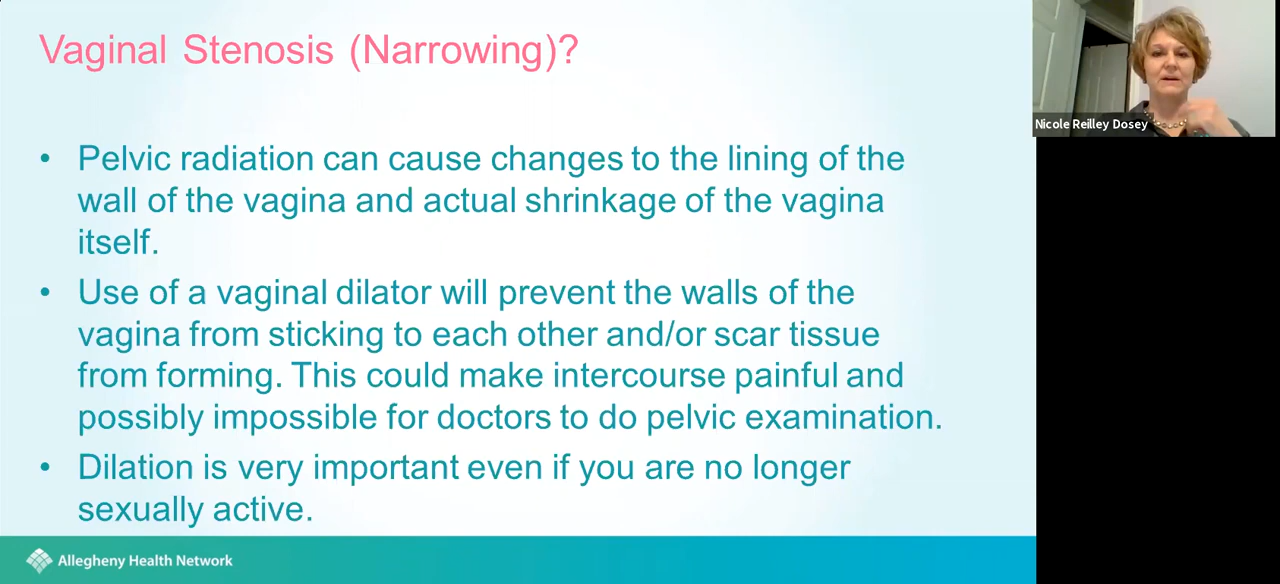 Vaginal Stenosis (Narrowing)?
Nicole Reilley Dosey
• Pelvic radiation can cause changes to the lining of the
wall of the vagina and actual shrinkage of the vagina
itself.
• Use of a vaginal dilator will prevent the walls of the
vagina from sticking to each other and/or scar tissue
from forming. This could make intercourse painful and
possibly impossible for doctors to do pelvic examination.
• Dilation is very important even if you are no longer
sexually active.
Allegheny Health Network